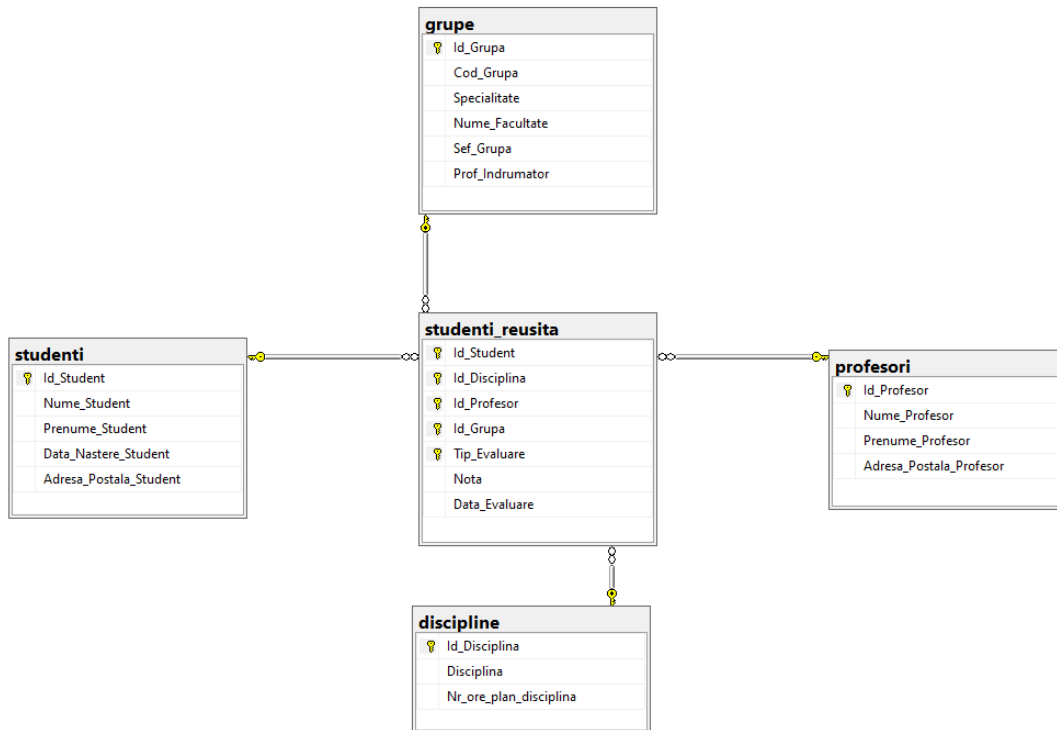 grupe
Id_Grupa
Cod_Grupa
Specialitate
Nume_Facultate
Sef_Grupa
Prof_Indrumator
studenti
Id_Student
Nume_Student
Prenume_Student
Data_Nastere_Student
Adresa_Postala_Student
studenti_reusita
Id_Student
Id_Disciplina
Id_Profesor
Id_Grupa
Tip_Evaluare
Nota
Data_Evaluare
profesori
Id_Profesor
Nume_Profesor
Prenume_Profesor
Adresa_Postala_Profesor
discipline
Id_Disciplina
Disciplina
Nr_ore_plan_disciplina